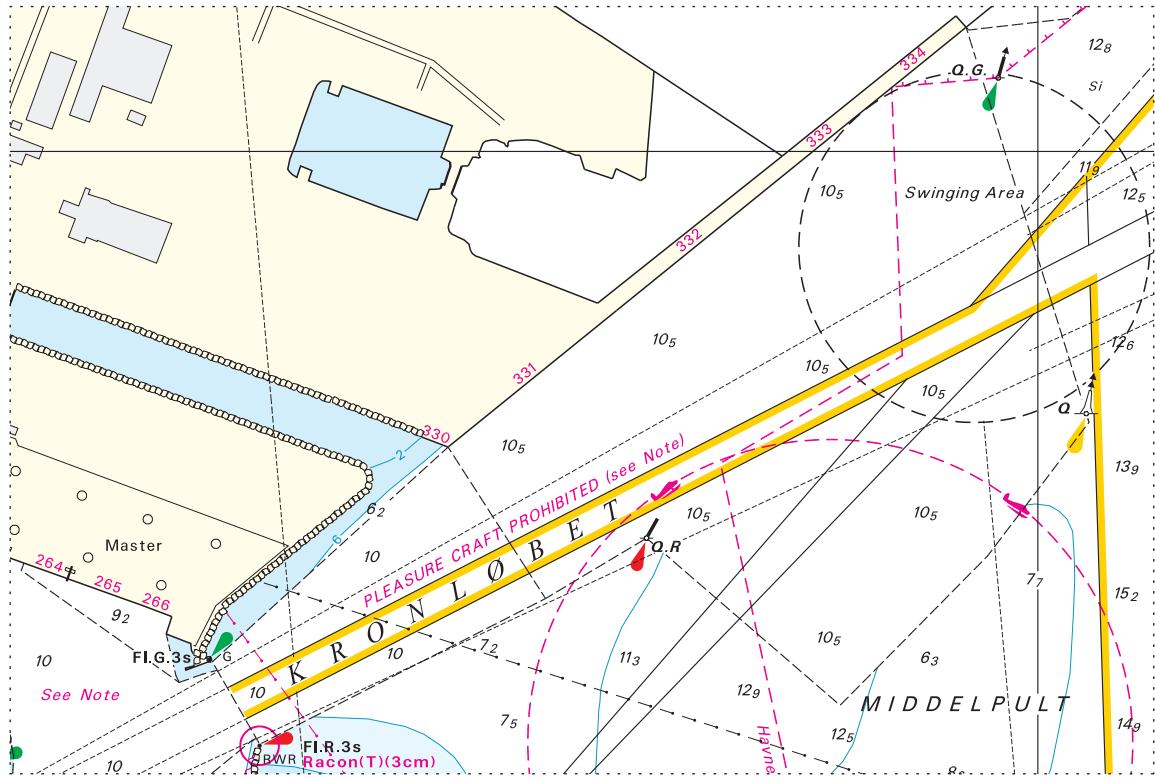 334
12₈
Q.G.
Si
333
11₉
10₅
Swinging Area
12₅
332
10₅
12₆
331
10₅
10₅
Q
330
10₅
2
13₉
PLEASURE CRAFT PROHIBITED (see Note)
6₂
10₅
10₅
6
KRONLØBET
Q.R
Master
10
264
265
266
7₇
15₂
9₂
10₅
7₂
Fl.G.3s
G
10
11₃
6₃
10
See Note
10
12₉
MIDDELPULT
7₅
14₉
12₅
Havne
Fl.R.3s
BWR
Racon(T)(3cm)
10